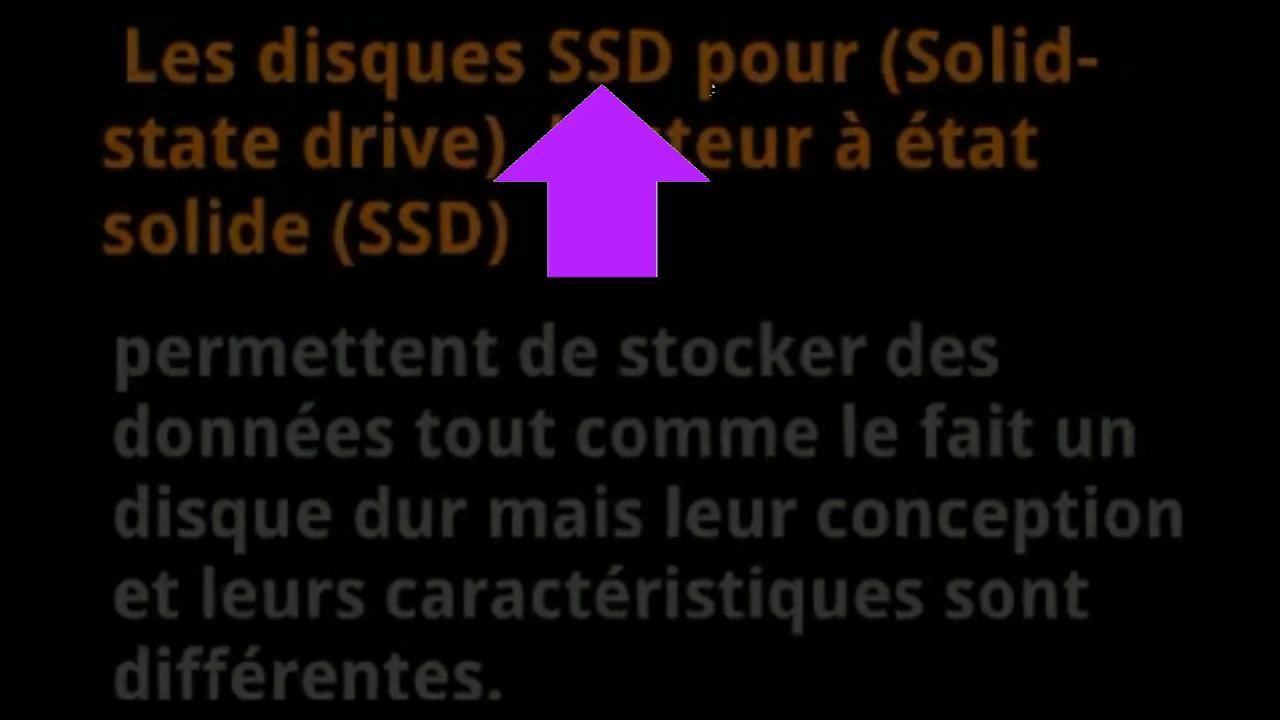 Les disques SSD pour (Solid-
state drive) à état
solide (SSD)
permettent de stocker des
données tout comme le fait un
disque dur mais leur conception
et leurs caractéristiques sont
différentes.